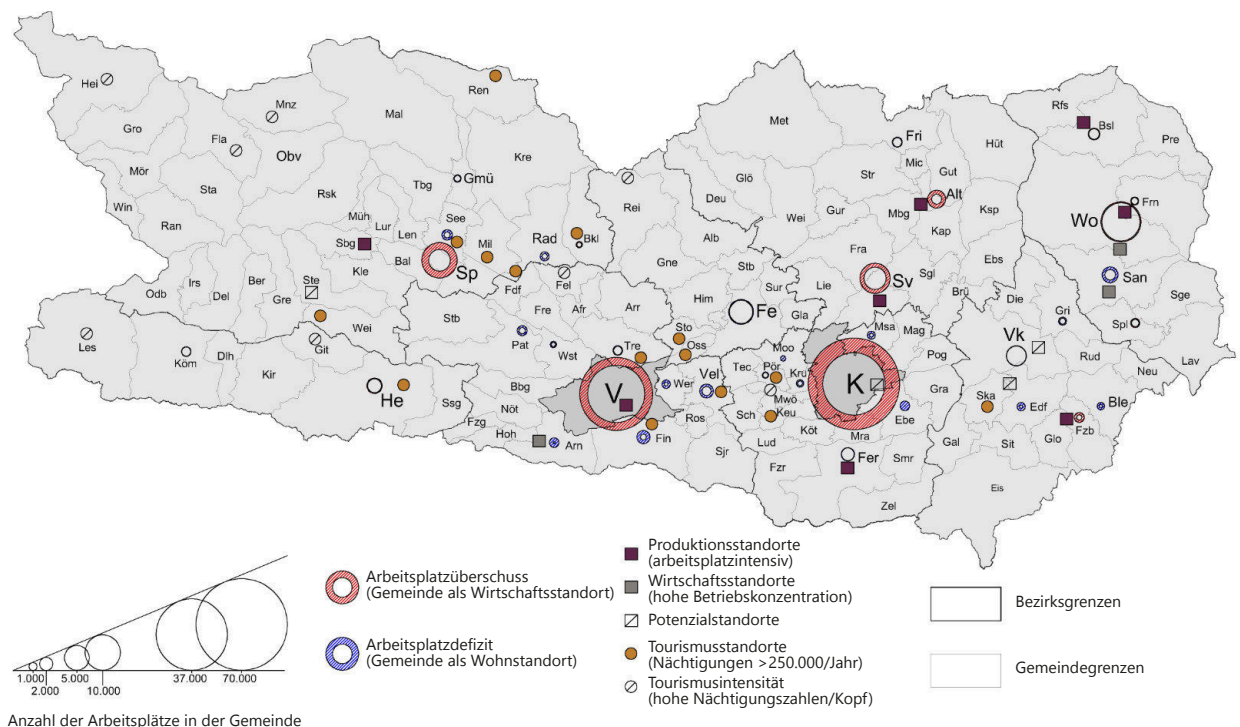 Hei
Mnz
Ren
Mal
Gro
Fla
Obv
Kre
Mör
Sta
Rsk
Tbg
Gmü
Win
Ran
Müh
Lur
See
Sbg
Len
Mil
Rad
Bkl
Bal
Sp
Kle
Fdf
Fel
Odb
Irs
Del
Ber
Gre
Ste
Wei
Les
Köm
Dlh
Git
Kir
He
Ssg
Stb
Fre
Afr
Arr
Pat
Wst
Tre
Bbg
V
Nöt
Fzg
Hoh
Arn
Fin
Rei
Deu
Alb
Gne
Stb
Sur
Him
Fe
Gla
Sto
Oss
Wer
Vel
Ros
Sjr
Met
Glö
Wei
Fri
Mic
Str
Gut
Hüt
Gur
Mbg
Alt
Ksp
Kap
Fra
Lie
Sv
Sgl
Brü
Ebs
Moo
Tec
Pör
Kru
Mwö
Keu
Sch
Lud
Köt
K
Msa
Mag
Pog
Gra
Ebe
Mra
Fer
Fzr
Smr
Zel
Rfs
Bsl
Pre
Wo
Frn
San
Sge
Spl
Lav
Die
Gri
Vk
Rud
Neu
Ska
Edf
Ble
Fzb
Glo
Gal
Sit
Eis
1.000
2.000
5.000
10.000
37.000
70.000
Anzahl der Arbeitsplätze in der Gemeinde
Arbeitsplatzüberschuss
(Gemeinde als Wirtschaftsstandort)
Arbeitsplatzdefizit
(Gemeinde als Wohnstandort)
Produktionsstandorte
(arbeitsplatzintensiv)
Wirtschaftsstandorte
(hohe Betriebskonzentration)
Potenzialstandorte
Tourismusstandorte
(Nächtigungen >250.000/Jahr)
Tourismusintensität
(hohe Nächtigungszahlen/Kopf)
Bezirksgrenzen
Gemeindegrenzen